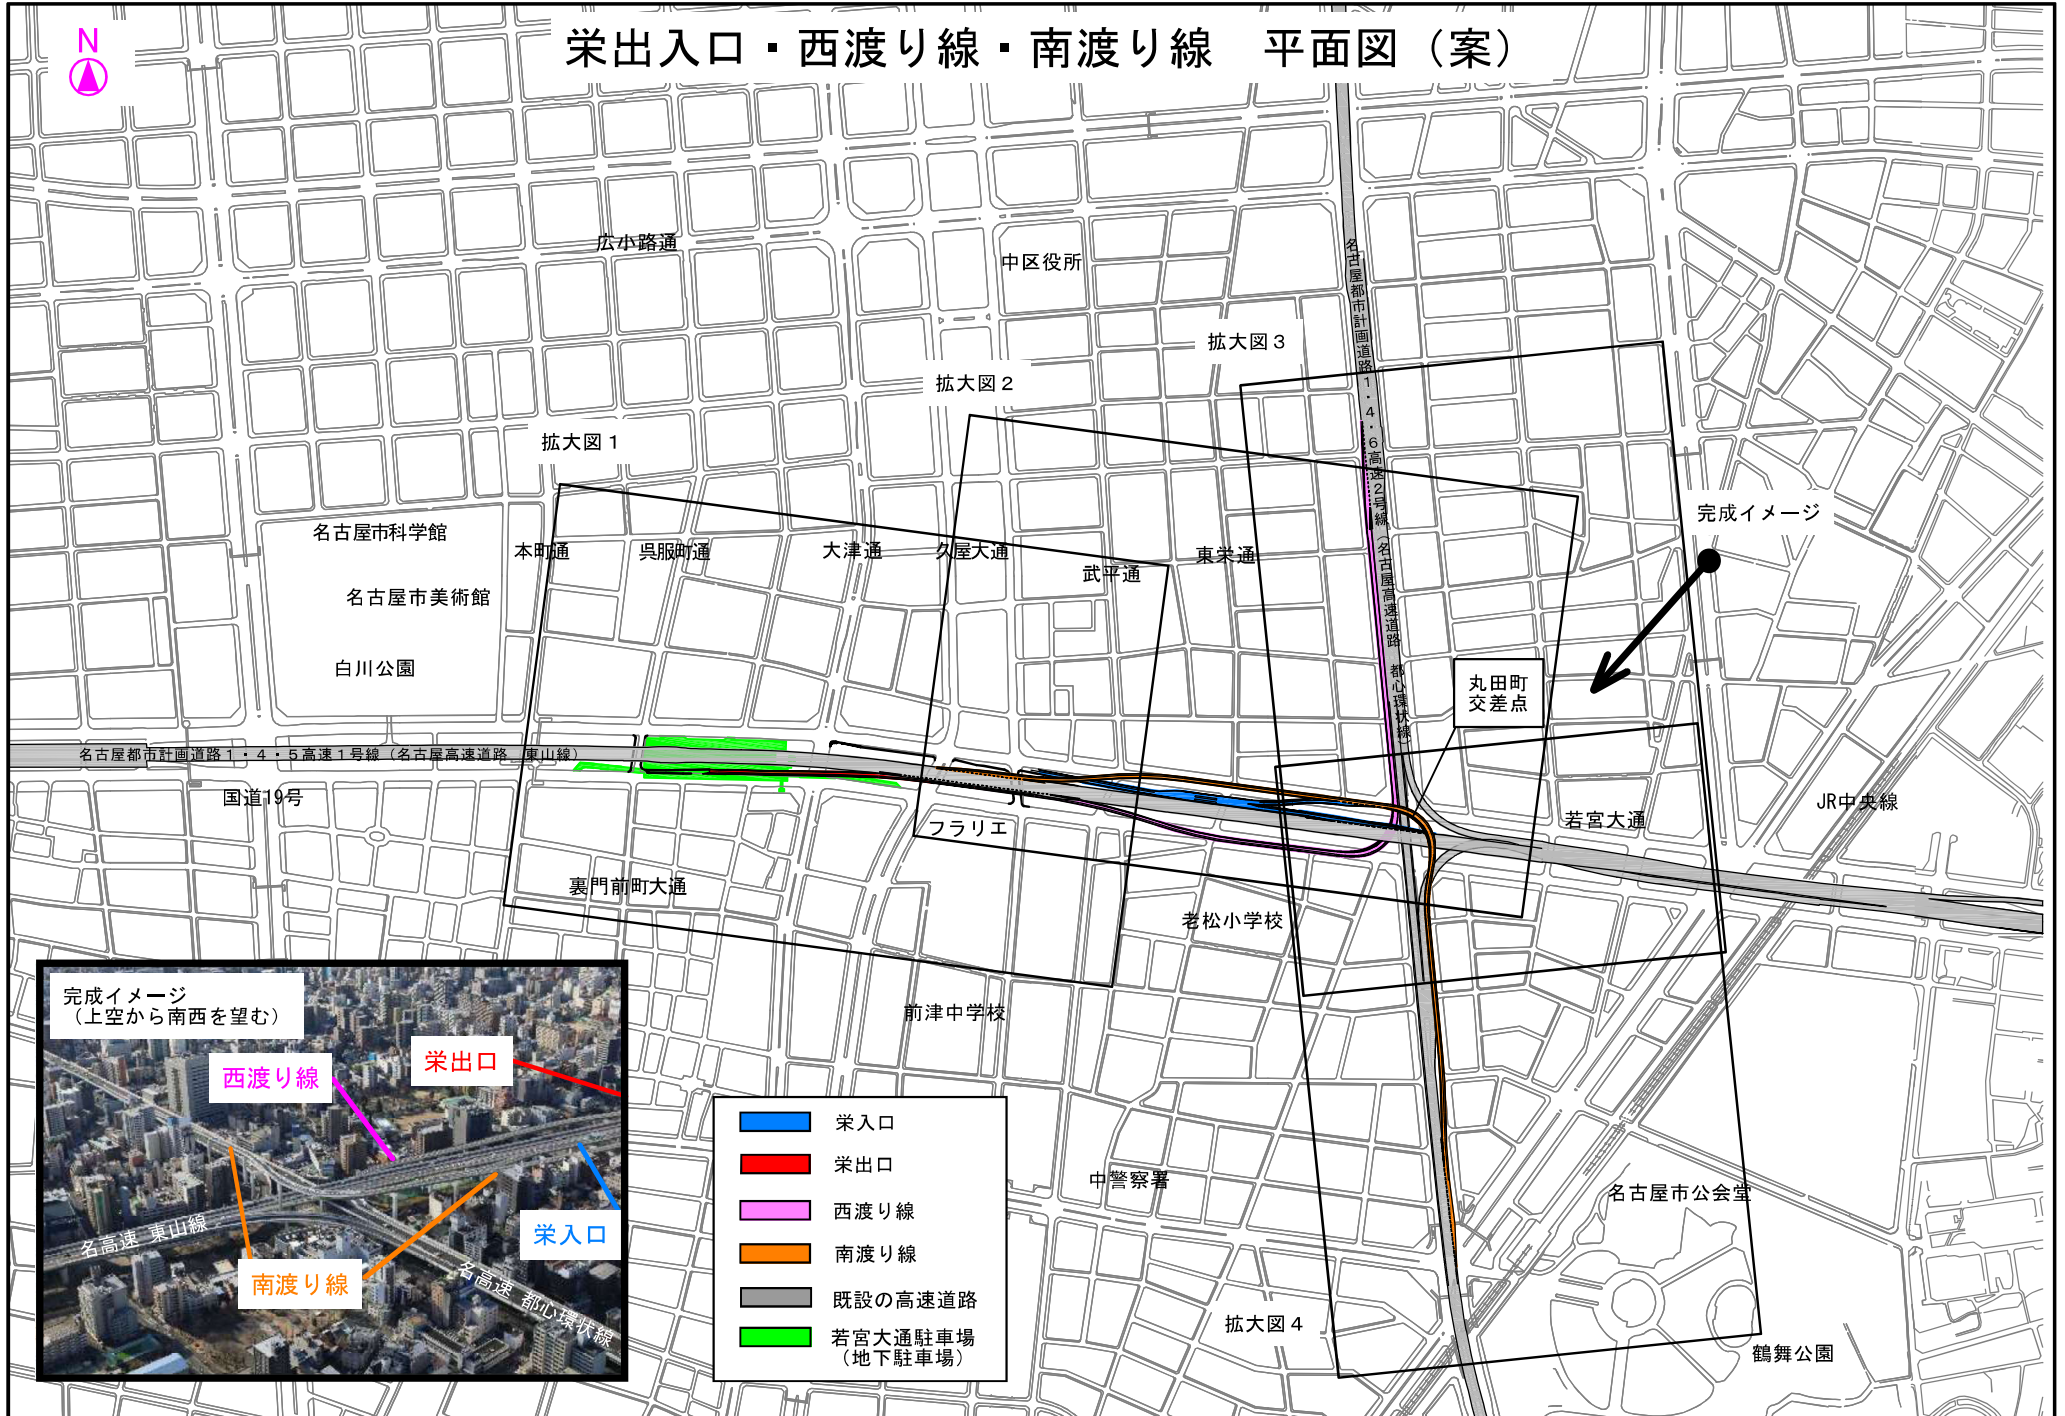 栄出入口・西渡り線・南渡り線　平面図（案）
N
広小路通
中区役所
拡大図３
拡大図２
拡大図１
名古屋都市計画道路１・４・６高速２号線（名古屋高速道路　都心環状線）
完成イメージ
名古屋市科学館
本町通
呉服町通
大津通
久屋大通
武平通
東栄通
名古屋市美術館
白川公園
丸田町
交差点
名古屋都市計画道路１・４・５高速１号線（名古屋高速道路　東山線）
国道19号
フラリエ
若宮大通
JR中央線
裏門前町大通
老松小学校
前津中学校
完成イメージ
（上空から南西を望む）
西渡り線
栄出口
栄入口
南渡り線
名高速 東山線
名高速 都心環状線
栄入口
栄出口
西渡り線
南渡り線
既設の高速道路
若宮大通駐車場
（地下駐車場）
中警察署
名古屋市公会堂
拡大図４
鶴舞公園